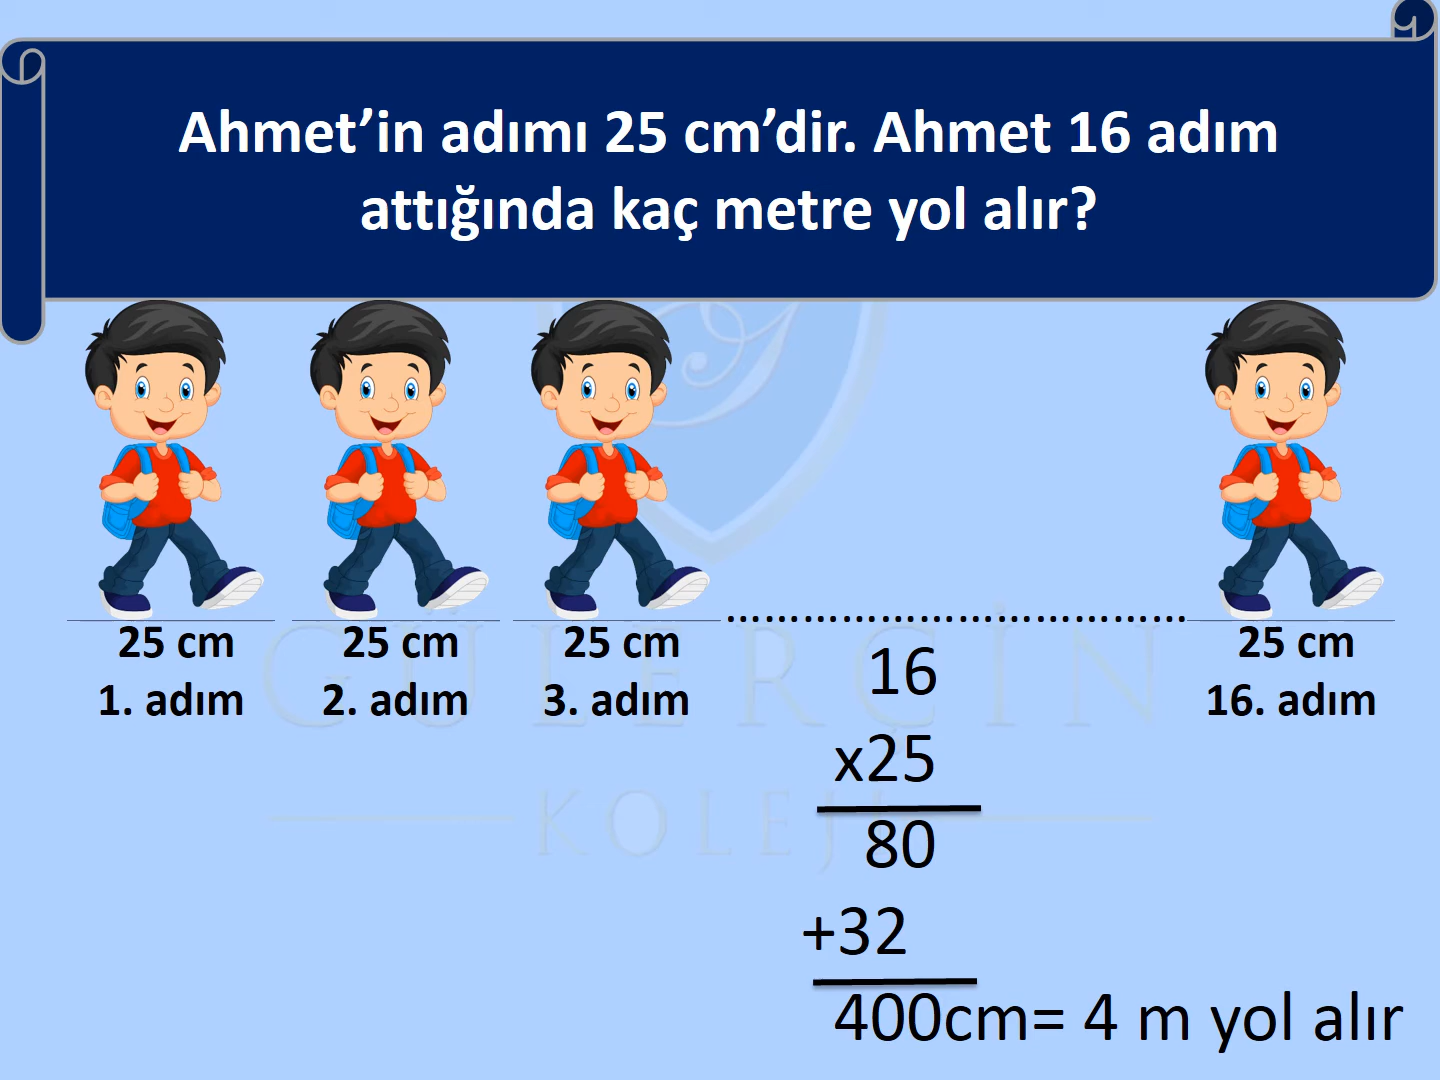 Ahmet’in adımı 25 cm’dir. Ahmet 16 adım
attığında kaç metre yol alır?
25 cm
1. adım
25 cm
2. adım
25 cm
3. adım
....................................
25 cm
16. adım
16
x25
80
+32
400cm= 4 m yol alır
GÜLERÇİN
KOLEJİ